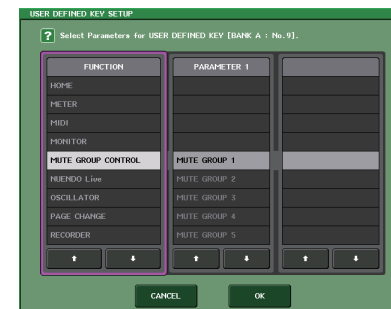 USER DEFINED KEY SETUP
? Select Parameters for USER DEFINED KEY [BANK A : No.9].
FUNCTION
HOME
METER
MIDI
MONITOR
MUTE GROUP CONTROL
NUENDO Live
OSCILLATOR
PAGE CHANGE
RECORDER
PARAMETER 1
MUTE GROUP 1
MUTE GROUP 2
MUTE GROUP 3
MUTE GROUP 4
MUTE GROUP 5
CANCEL
OK